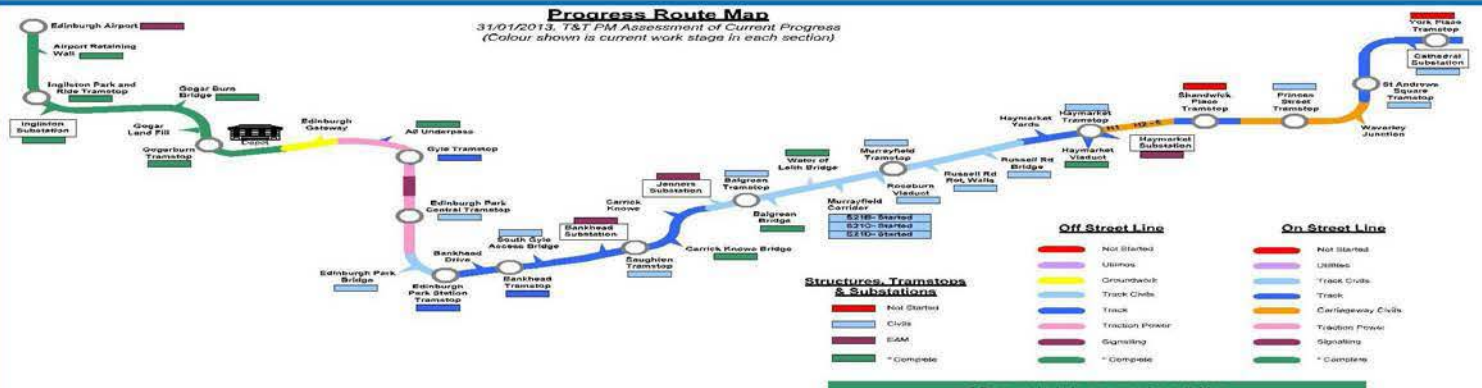 Progress Route Map
31/01/2013, T&T PM Assessment of Current Progress
(Colour shown is current work stage in each section)
Edinburgh Airport
Airport Retaining
Wall
Ingliston Park and
Ride Tramstop
Ingliston
Substation
Gogar Burn
Bridge
Gogar
Land Fill
Gogarburn
Tramstop
Depot
Edinburgh
Gateway
A8 Underpass
Gyle Tramstop
Edinburgh Park
Central Tramstop
Edinburgh Park
Bridge
Bankhead
Drive
Edinburgh
Park Station
Tramstop
South Gyle
Access Bridge
Bankhead
Tramstop
Bankhead
Substation
Saughton
Tramstop
Carrick
Knowe
Jenners
Substation
Carrick Knowe Bridge
Balgreen
Tramstop
Balgreen
Bridge
Water of
Leith Bridge
Murrayfield
Corridor
S21B- Started
S21C- Started
S21D- Started
Murrayfield
Tramstop
Roseburn
Viaduct
Russell Rd
Ret. Walls
Russell Rd
Bridge
Haymarket
Yards
Haymarket
Tramstop
Haymarket
Viaduct
Haymarket
Substation
Shandwick
Place
Tramstop
Princes
Street
Tramstop
Waverley
Junction
St Andrews
Square
Tramstop
York Place
Tramstop
Cathedral
Substation
Structures, Tramstops
& Substations
Not Started
Civils
E&M
* Complete
Off Street Line
Not Started
Utilities
Groundwork
Track Civils
Track
Traction Power
Signalling
* Complete
On Street Line
Not Started
Utilities
Track Civils
Track
Carriageway Civils
Traction Power
Signalling
* Complete